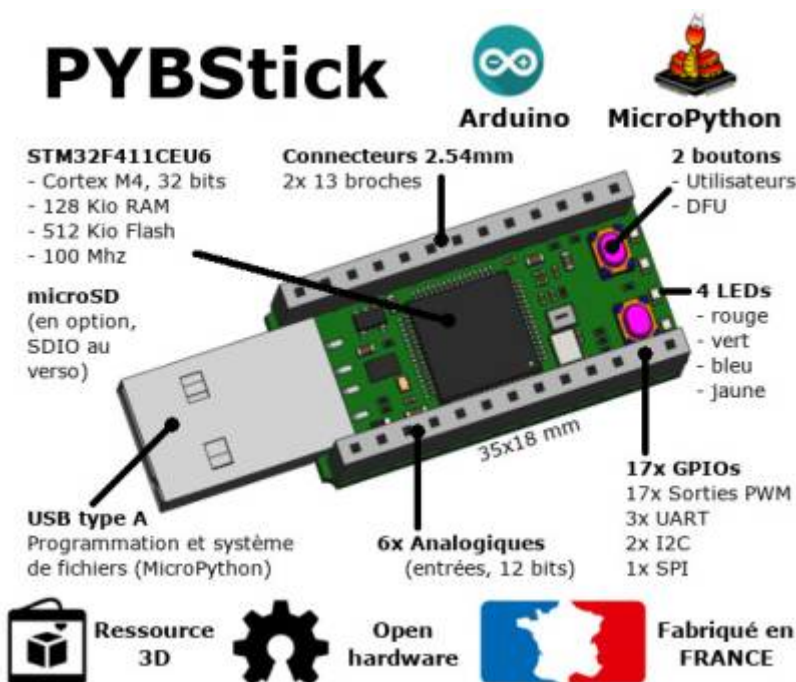 PYBStick
Arduino
MicroPython
STM32F411CEU6
- Cortex M4, 32 bits
- 128 Kio RAM
- 512 Kio Flash
- 100 Mhz
Connecteurs 2.54mm
2x 13 broches
2 boutons
- Utilisateurs
- DFU
microSD
(en option,
SDIO au
verso)
4 LEDs
- rouge
- vert
- bleu
- jaune
35x18 mm
USB type A
Programmation et système
de fichiers (MicroPython)
6x Analogiques
(entrées, 12 bits)
17x GPIOs
17x Sorties PWM
3x UART
2x I2C
1x SPI
Ressource
3D
Open
hardware
Fabriqué en
FRANCE